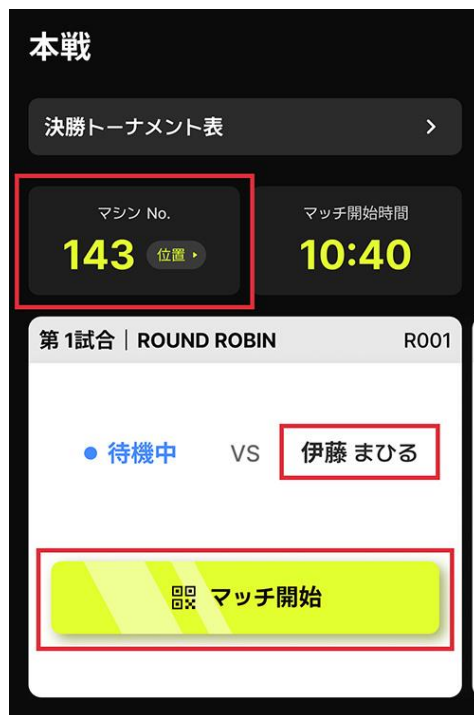 本戦
決勝トーナメント表
マシン No.
143 位置
マッチ開始時間
10:40
第1試合｜ROUND ROBIN R001
待機中 VS 伊藤 まひる
マッチ開始